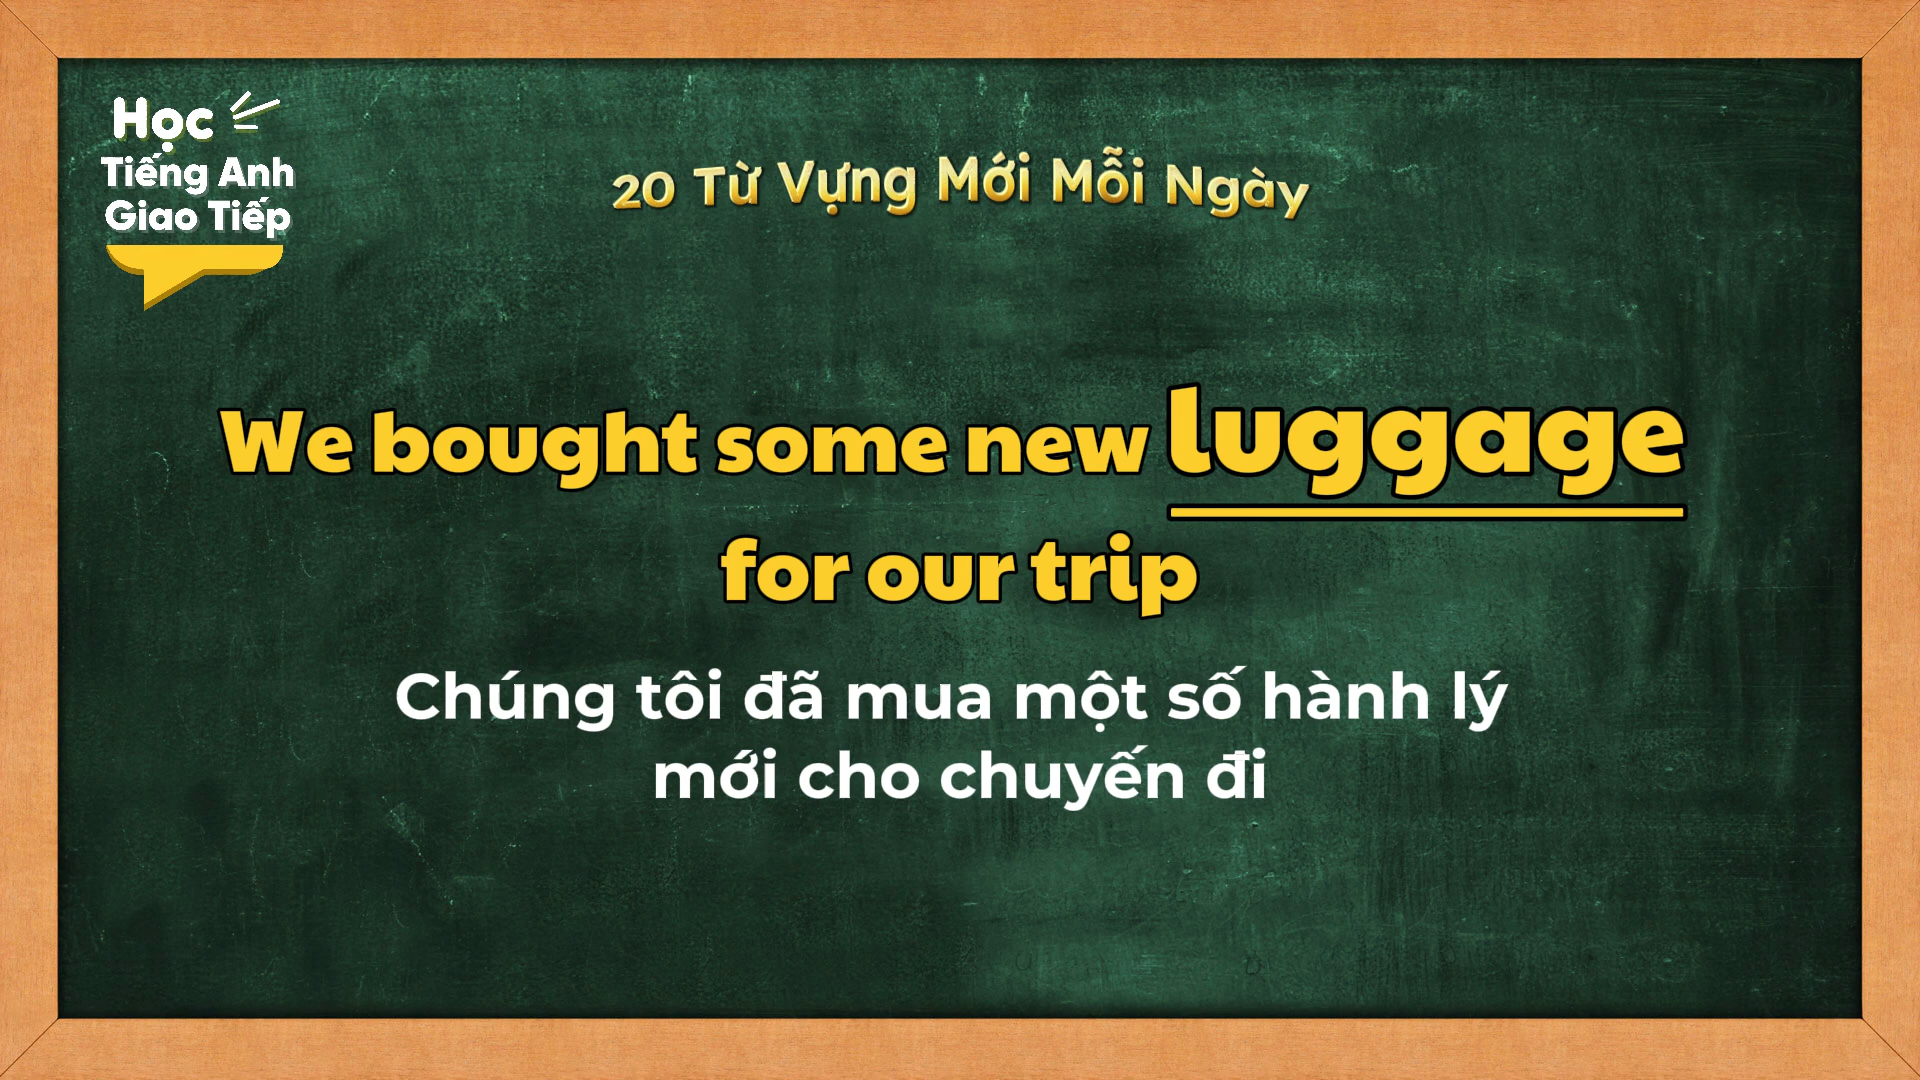 Học
Tiếng Anh
Giao Tiếp
20 Từ Vựng Mới Mỗi Ngày
We bought some new luggage
for our trip
Chúng tôi đã mua một số hành lý
mới cho chuyến đi